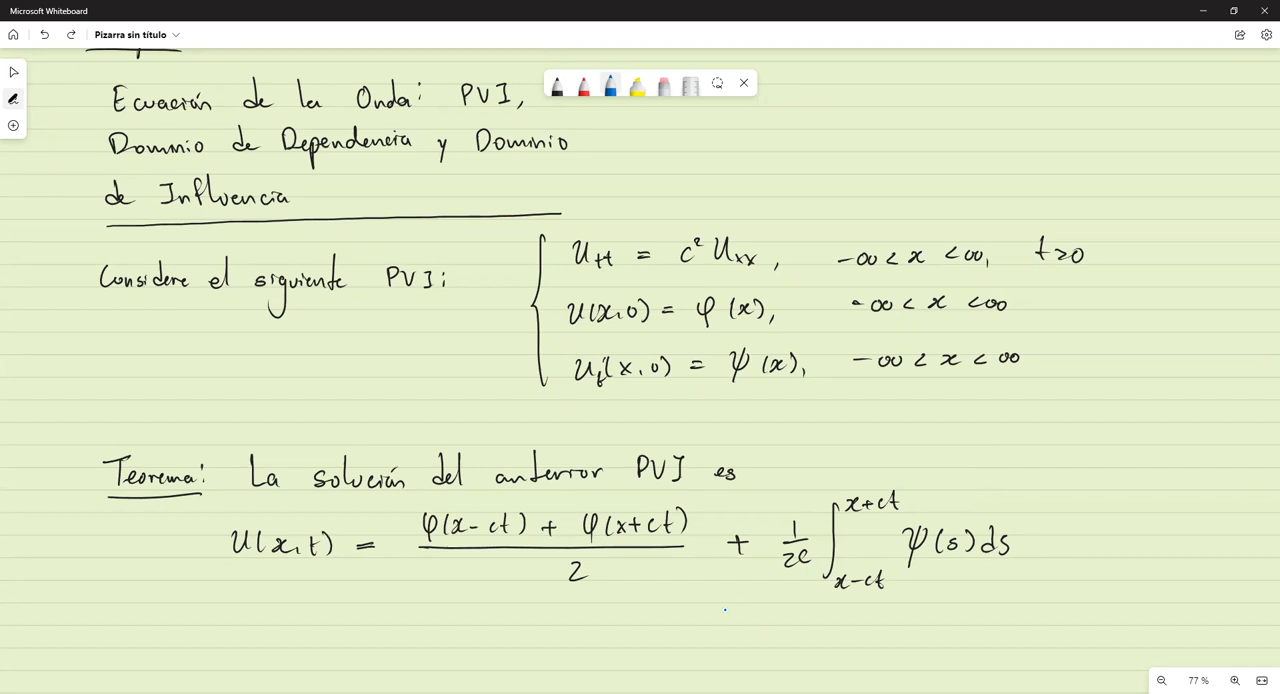 Microsoft Whiteboard
Pizarra sin título
Ecuación de la Onda: PVI,
Dominio de Dependencia y Dominio
de Influencia
Considere el siguiente PVI:
u_tt = c² u_xx, -∞ < x < ∞, t > 0
u(x,0) = φ(x), -∞ < x < ∞
u_t(x,0) = ψ(x), -∞ < x < ∞
Teorema: La solución del anterior PVI es
u(x,t) = (φ(x-ct) + φ(x+ct))/2 + 1/2c ∫_{x-ct}^{x+ct} ψ(s)ds
77 %